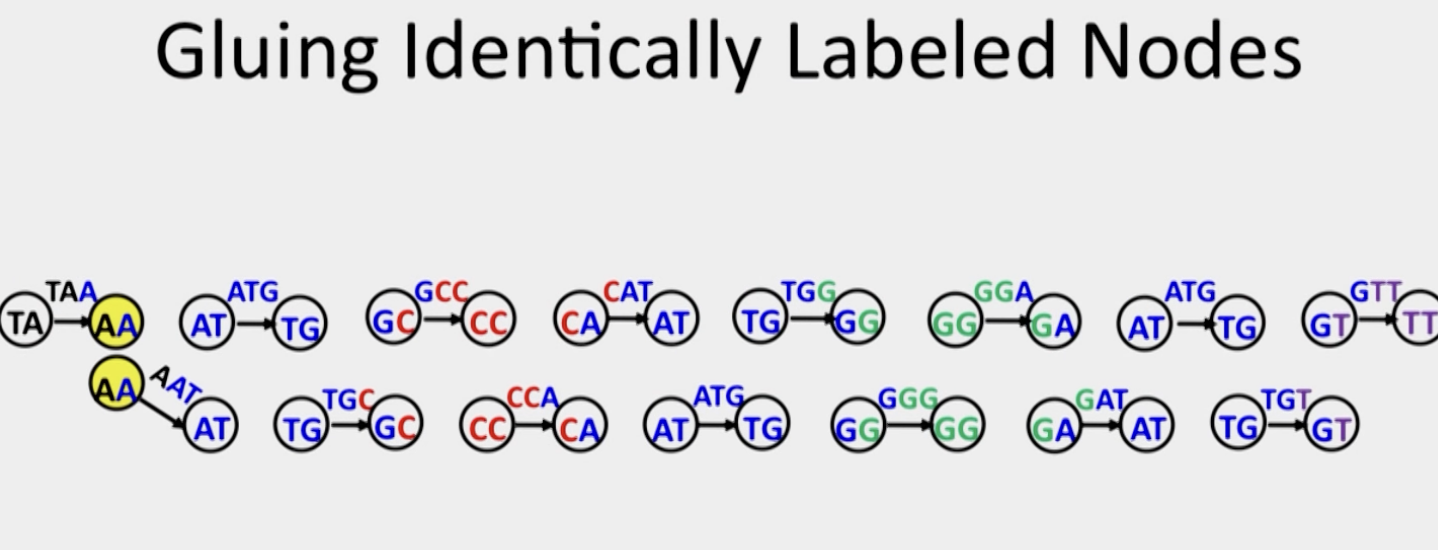 Gluing Identically Labeled Nodes
TAA ATG GCC CAT TGG GGA ATG GTT
TA AA AT TG GC CC CA AT TG GG GG GA AT TG GT TT
AA AAT AT TGC TG GC CCA CC CA ATG AT TG GGG GG GG GAT GA AT TGT TG GT